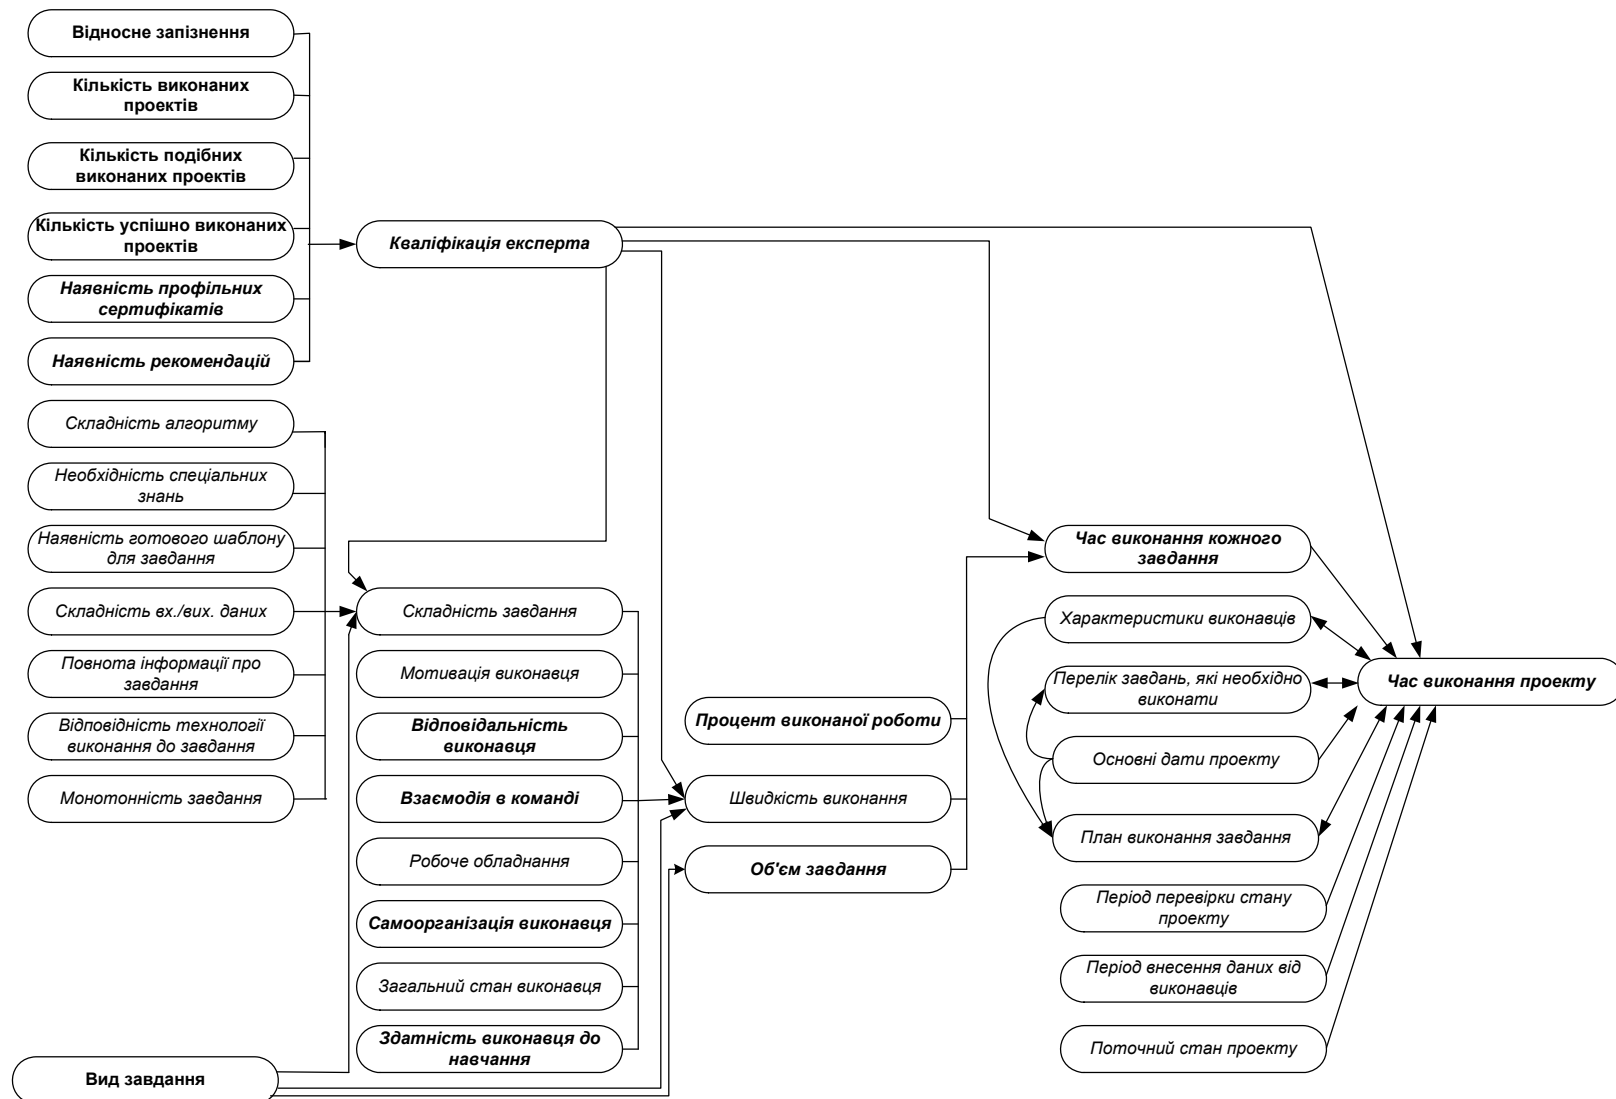 Відносне запізнення
Кількість виконаних
проектів
Кількість подібних
виконаних проектів
Кількість успішно виконаних
проектів
Наявність профільних
сертифікатів
Наявність рекомендацій
Складність алгоритму
Необхідність спеціальних
знань
Наявність готового шаблону
для завдання
Складність вх./вих. даних
Повнота інформації про
завдання
Відповідність технології
виконання до завдання
Монотонність завдання
Вид завдання
Кваліфікація експерта
Складність завдання
Мотивація виконавця
Відповідальність
виконавця
Взаємодія в команді
Робоче обладнання
Самоорганізація виконавця
Загальний стан виконавця
Здатність виконавця до
навчання
Процент виконаної роботи
Швидкість виконання
Об'єм завдання
Час виконання кожного
завдання
Характеристики виконавців
Перелік завдань, які необхідно
виконати
Основні дати проекту
План виконання завдання
Період перевірки стану
проекту
Період внесення даних від
виконавців
Поточний стан проекту
Час виконання проекту